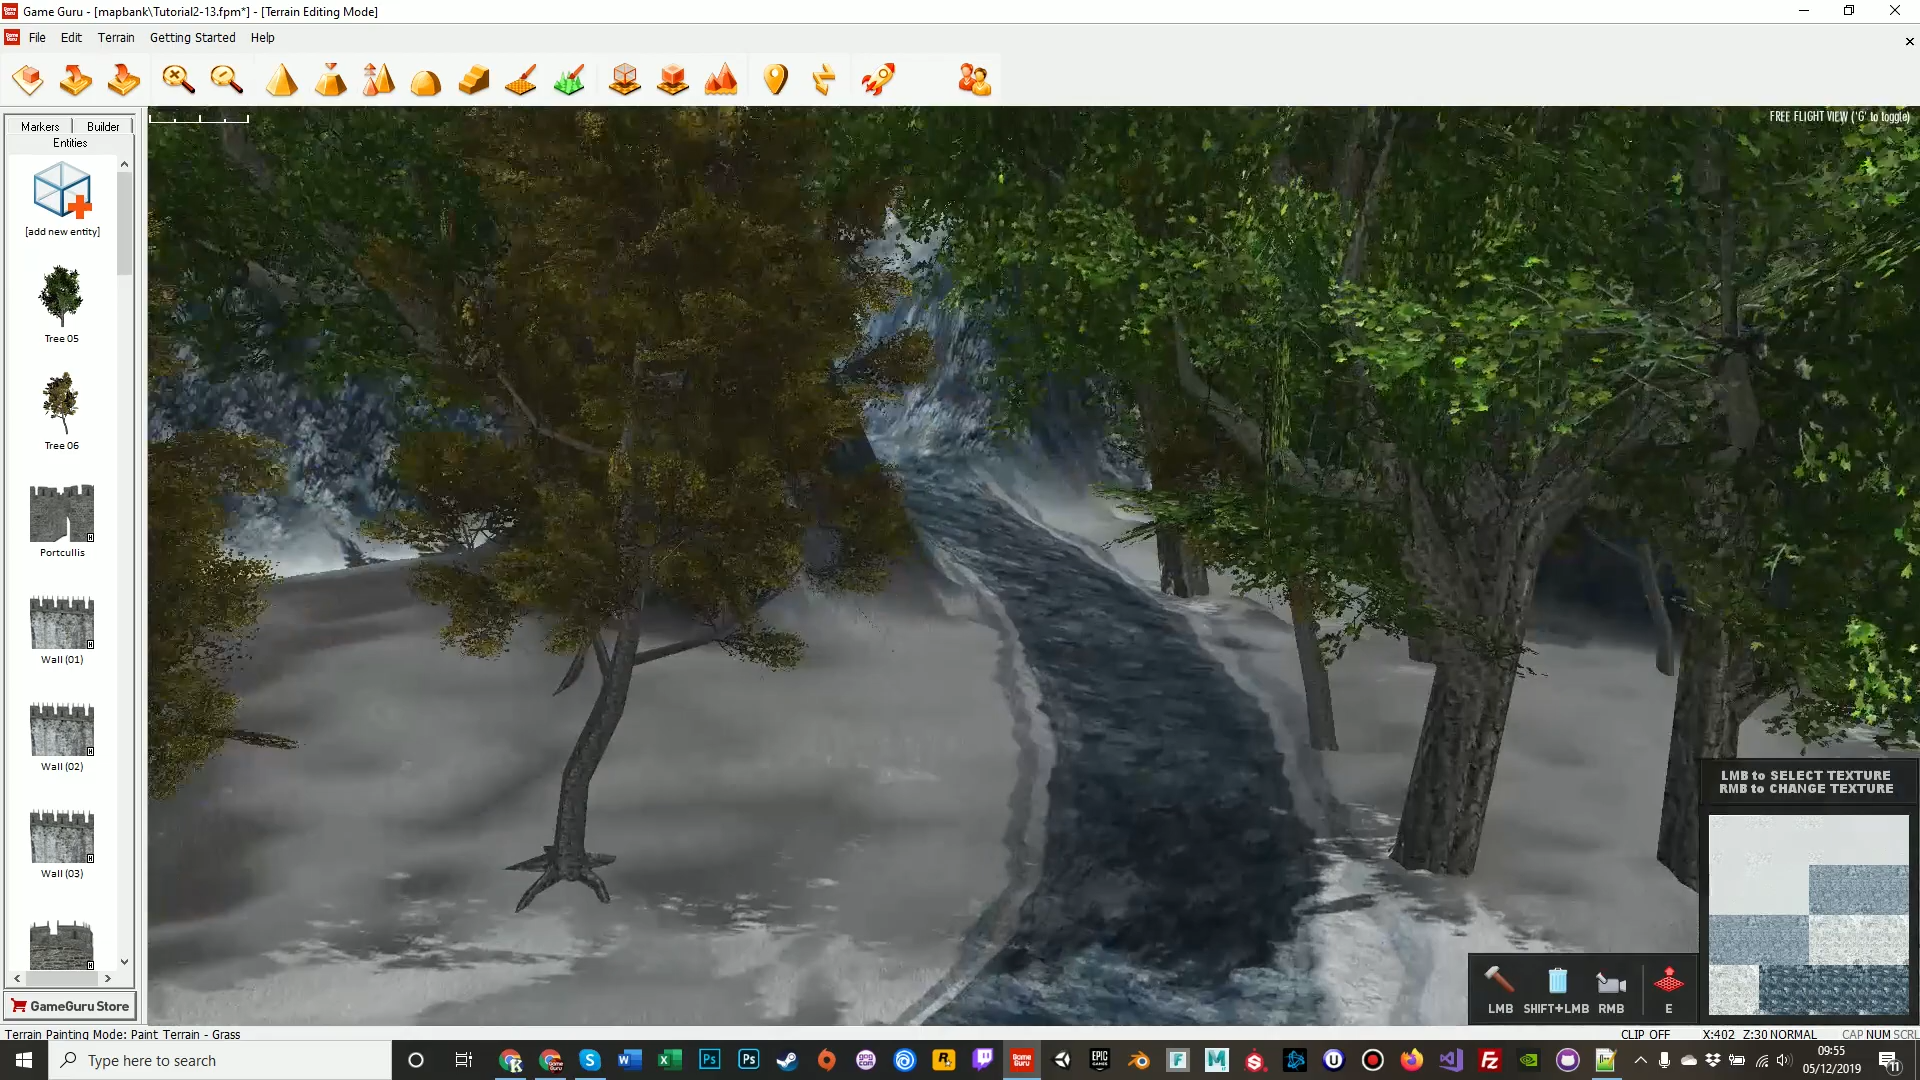 Game Guru - [mapbank\Tutorial2-13.fpm*] - [Terrain Editing Mode]
File Edit Terrain Getting Started Help
Markers Builder
Entities
FREE FLIGHT VIEW ('G' to toggle)
[add new entity]
Tree 05
Tree 06
Portcullis
Wall (01)
Wall (02)
Wall (03)
LMB to SELECT TEXTURE
RMB to CHANGE TEXTURE
LMB SHIFT+LMB RMB E
GameGuru Store
Terrain Painting Mode: Paint Terrain - Grass
CLIP OFF X:402 Z:30 NORMAL CAP NUM SCRL
Type here to search
09:55
05/12/2019
11